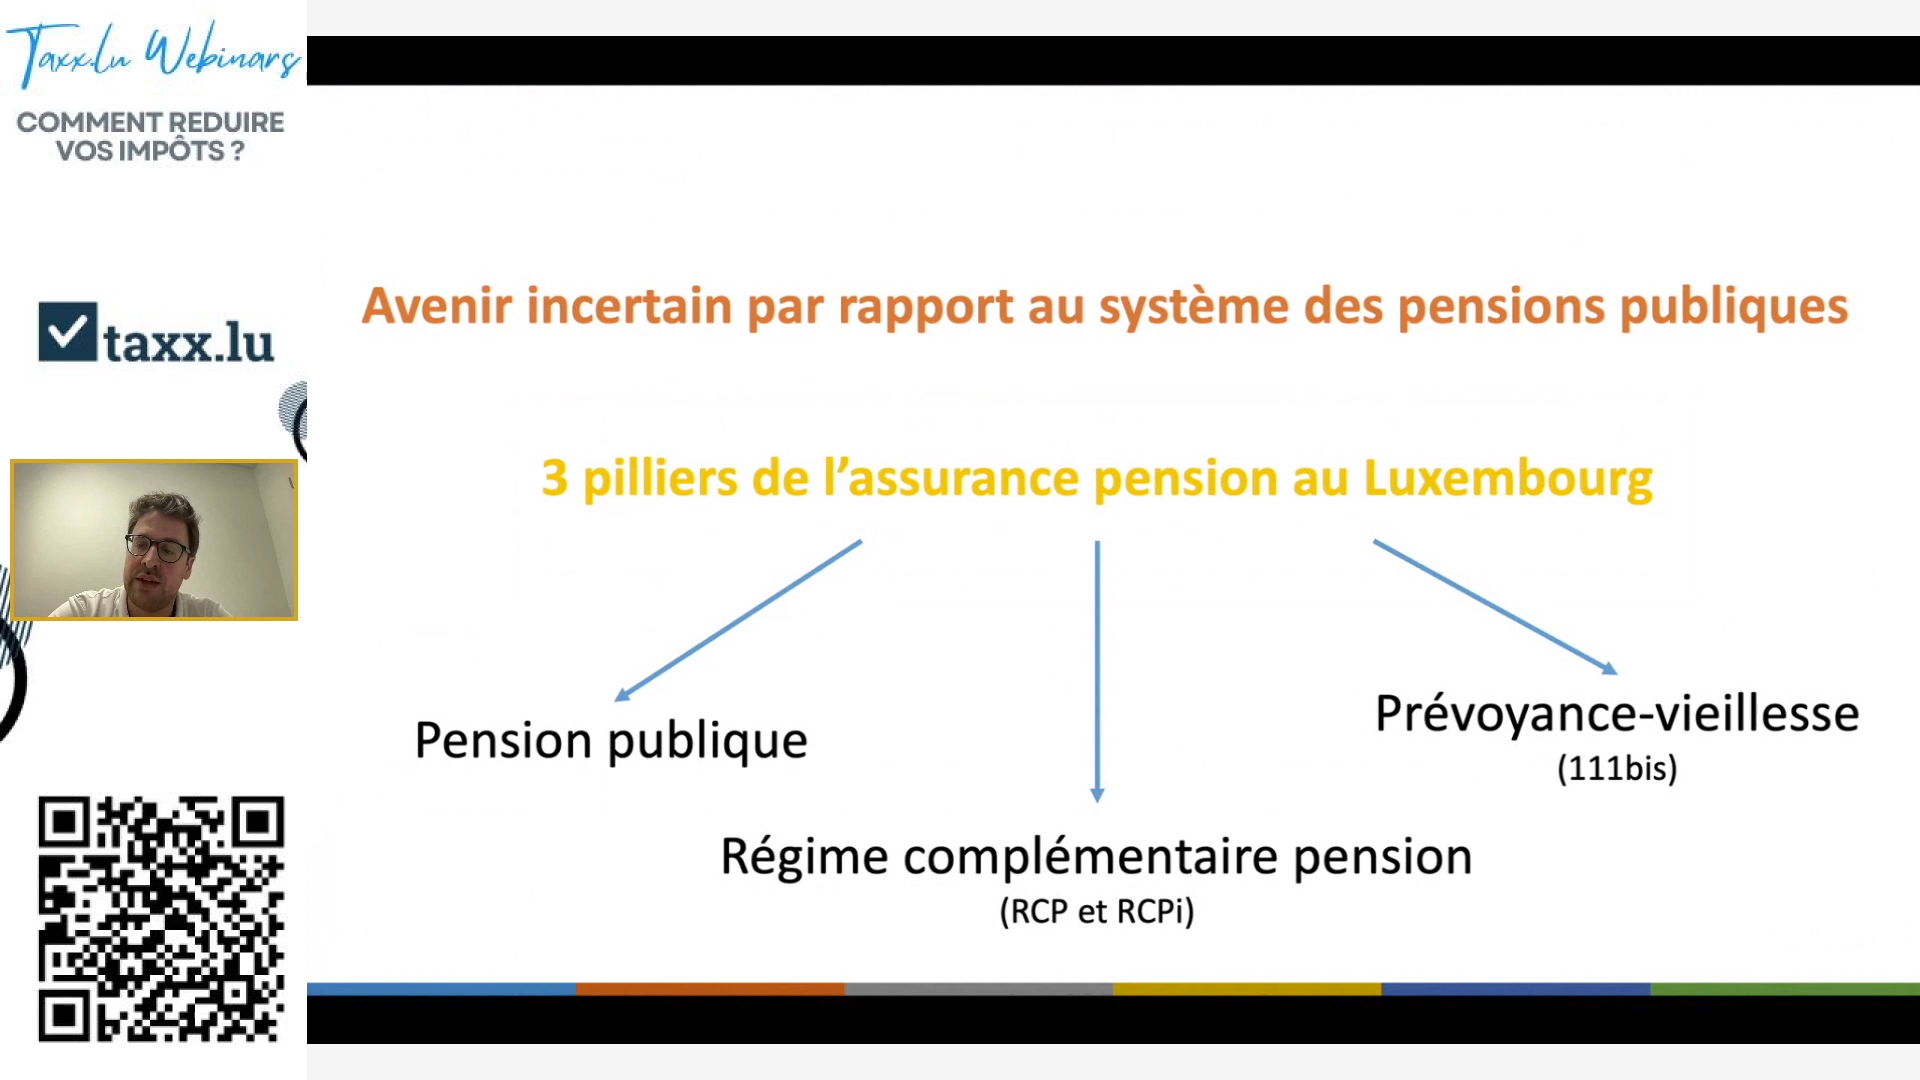 Taxx.lu Webinars
COMMENT REDUIRE
VOS IMPÔTS ?
taxx.lu
Avenir incertain par rapport au système des pensions publiques
3 pilliers de l’assurance pension au Luxembourg
Pension publique
Prévoyance-vieillesse
(111bis)
Régime complémentaire pension
(RCP et RCPi)